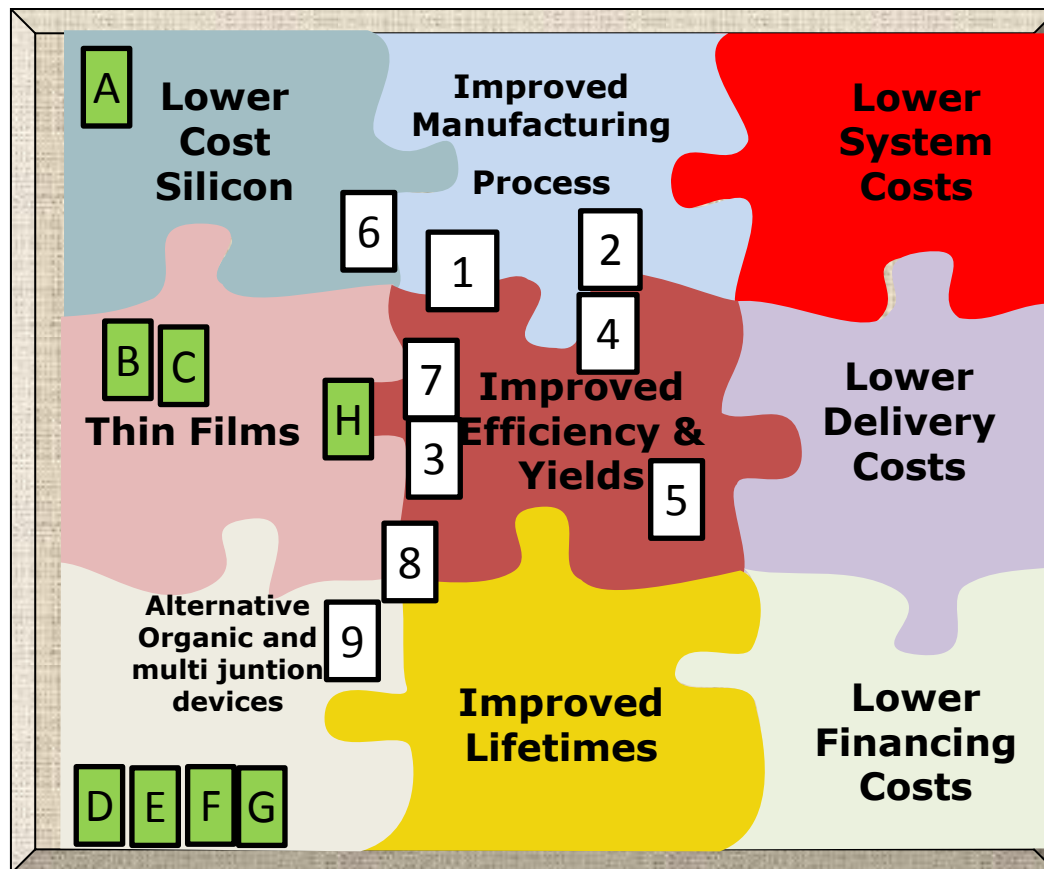 A
Lower
Cost
Silicon
Improved
Manufacturing
Process
Lower
System
Costs
6
1
2
4
B
C
Thin Films
H
7
3
Improved
Efficiency &
Yields
5
Lower
Delivery
Costs
8
Alternative
Organic and
multi juntion
devices
9
D
E
F
G
Improved
Lifetimes
Lower
Financing
Costs